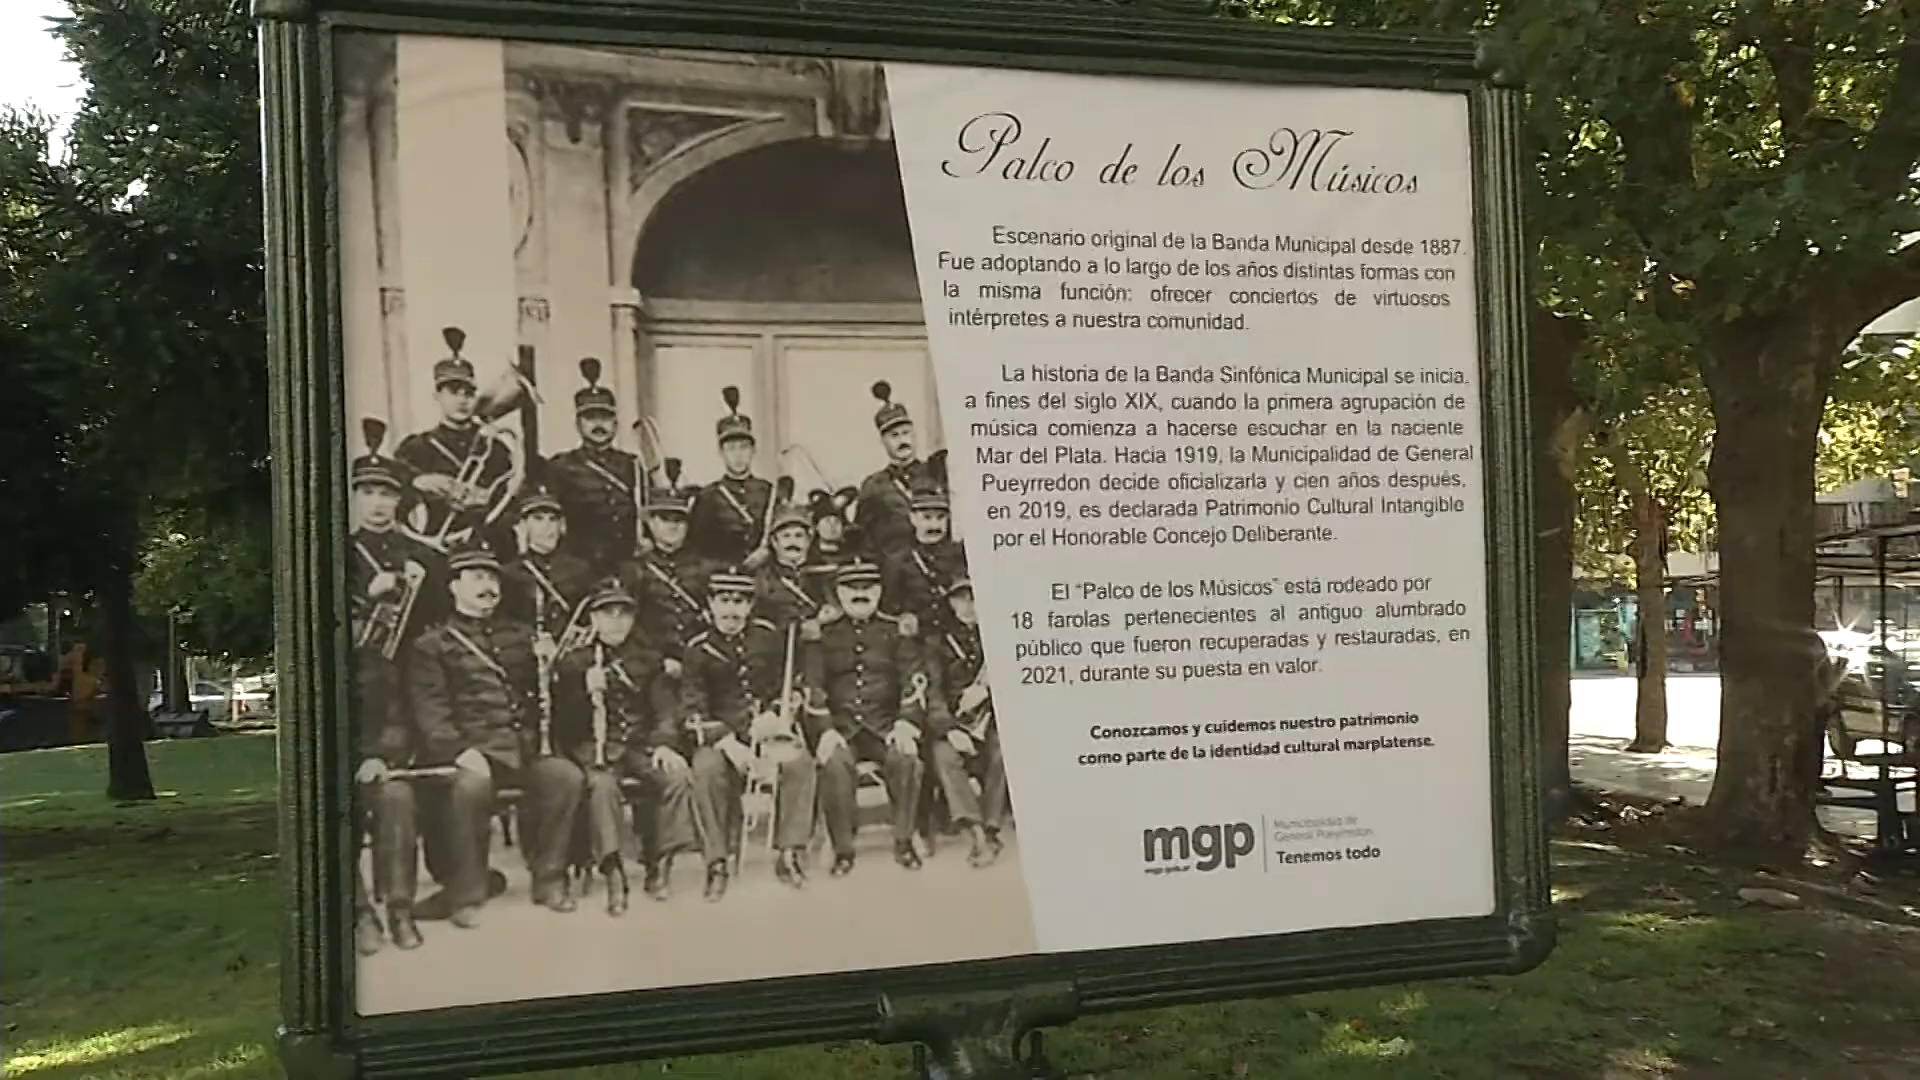 Palco de los Músicos
Escenario original de la Banda Municipal desde 1887.
Fue adoptando a lo largo de los años distintas formas con
la misma función: ofrecer conciertos de virtuosos
intérpretes a nuestra comunidad.
La historia de la Banda Sinfónica Municipal se inicia,
a fines del siglo XIX, cuando la primera agrupación de
música comienza a hacerse escuchar en la naciente
Mar del Plata. Hacia 1919, la Municipalidad de General
Pueyrredon decide oficializarla y cien años después,
en 2019, es declarada Patrimonio Cultural Intangible
por el Honorable Concejo Deliberante.
El "Palco de los Músicos" está rodeado por
18 farolas pertenecientes al antiguo alumbrado
público que fueron recuperadas y restauradas, en
2021, durante su puesta en valor.
Conozcamos y cuidemos nuestro patrimonio
como parte de la identidad cultural marplatense.
mgp
Municipalidad de
General Pueyrredon
Tenemos todo